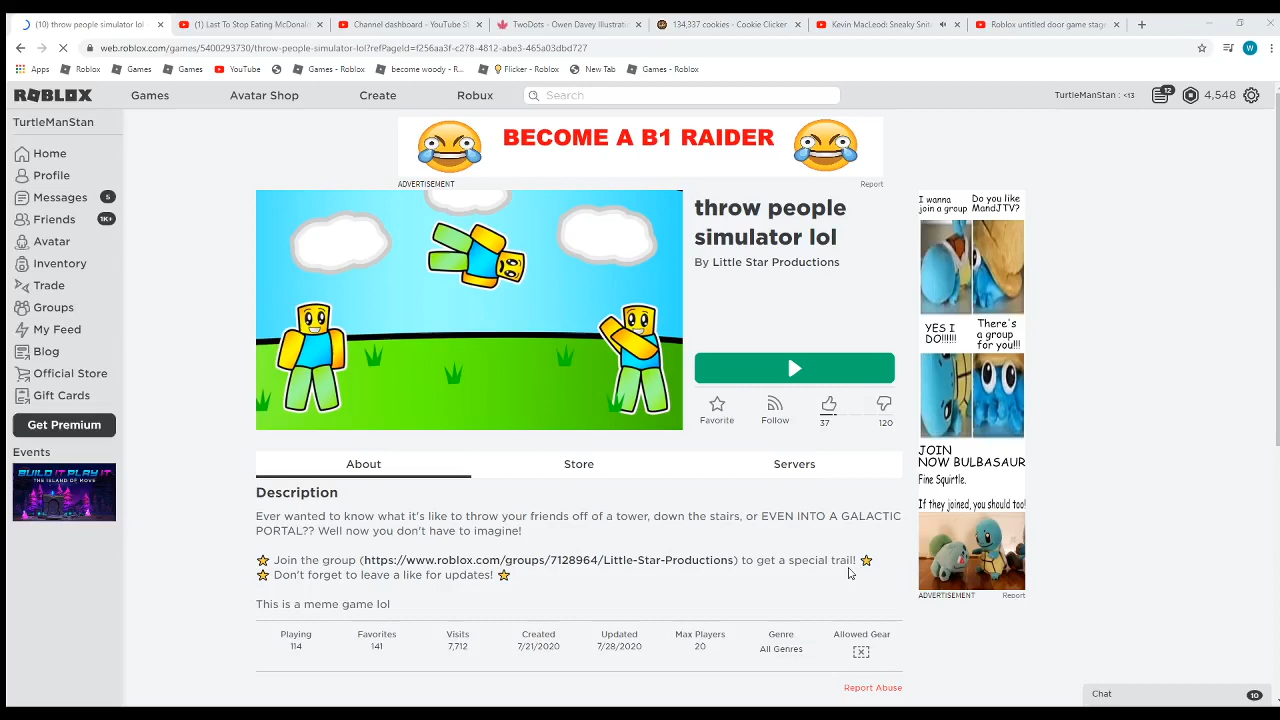 (10) throw people simulator lol -
(1) Last To Stop Eating McDonald
Channel dashboard - YouTube St
TwoDots - Owen Davey Illustrate
134,337 cookies - Cookie Clicker
Kevin MacLeod: Sneaky Snit
Roblox untitled door game stage
web.roblox.com/games/5400293730/throw-people-simulator-lol?refPageId=f256aa3f-c278-4812-abe3-465a03dbd727
W
Apps
Roblox
Games
Games
YouTube
Games - Roblox
become woody - R...
Flicker - Roblox
New Tab
Games - Roblox
ROBLOX
Games
Avatar Shop
Create
Robux
Search
TurtleManStan : <13
12
4,548
TurtleManStan
Home
Profile
Messages
5
Friends
1K+
Avatar
Inventory
Trade
Groups
My Feed
Blog
Official Store
Gift Cards
Get Premium
Events
BUILD IT PLAY IT
THE ISLAND OF MOVE
BECOME A B1 RAIDER
ADVERTISEMENT
Report
throw people
simulator lol
By Little Star Productions
Favorite
Follow
37
120
About
Store
Servers
Description
Ever wanted to know what it's like to throw your friends off of a tower, down the stairs, or EVEN INTO A GALACTIC
PORTAL?? Well now you don't have to imagine!
⭐ Join the group (https://www.roblox.com/groups/7128964/Little-Star-Productions) to get a special trail! ⭐
⭐ Don't forget to leave a like for updates! ⭐
This is a meme game lol
Playing
114
Favorites
141
Visits
7,712
Created
7/21/2020
Updated
7/28/2020
Max Players
20
Genre
All Genres
Allowed Gear
Report Abuse
I wanna
join a group
Do you like
MandJTV?
YES I
DO!!!!!!
There's
a group
for you!!!
JOIN
NOW BULBASAUR
Fine Squirtle.
If they joined, you should too!
ADVERTISEMENT
Report
Chat
10